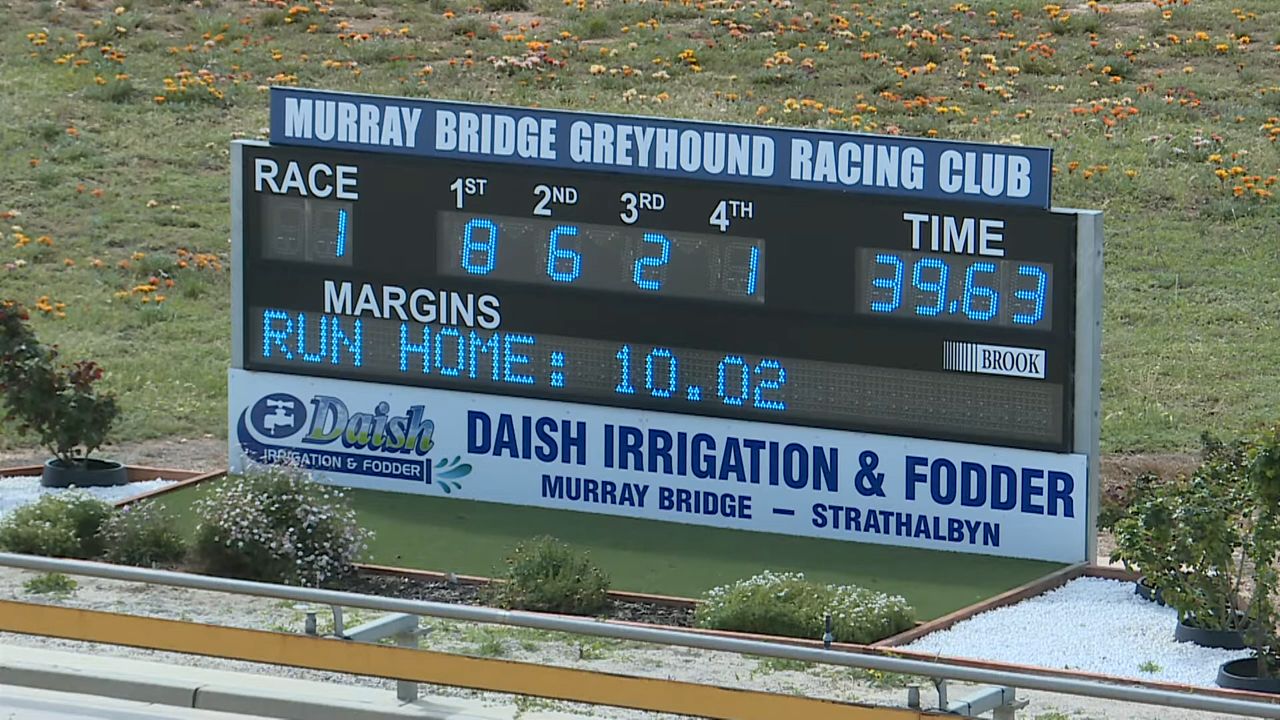 MURRAY BRIDGE GREYHOUND RACING CLUB
RACE 1ST 2ND 3RD 4TH TIME
1 8 6 2 1 39.63
MARGINS
RUN HOME: 10.02
BROOK
Daish
IRRIGATION & FODDER
DAISH IRRIGATION & FODDER
MURRAY BRIDGE – STRATHALBYN